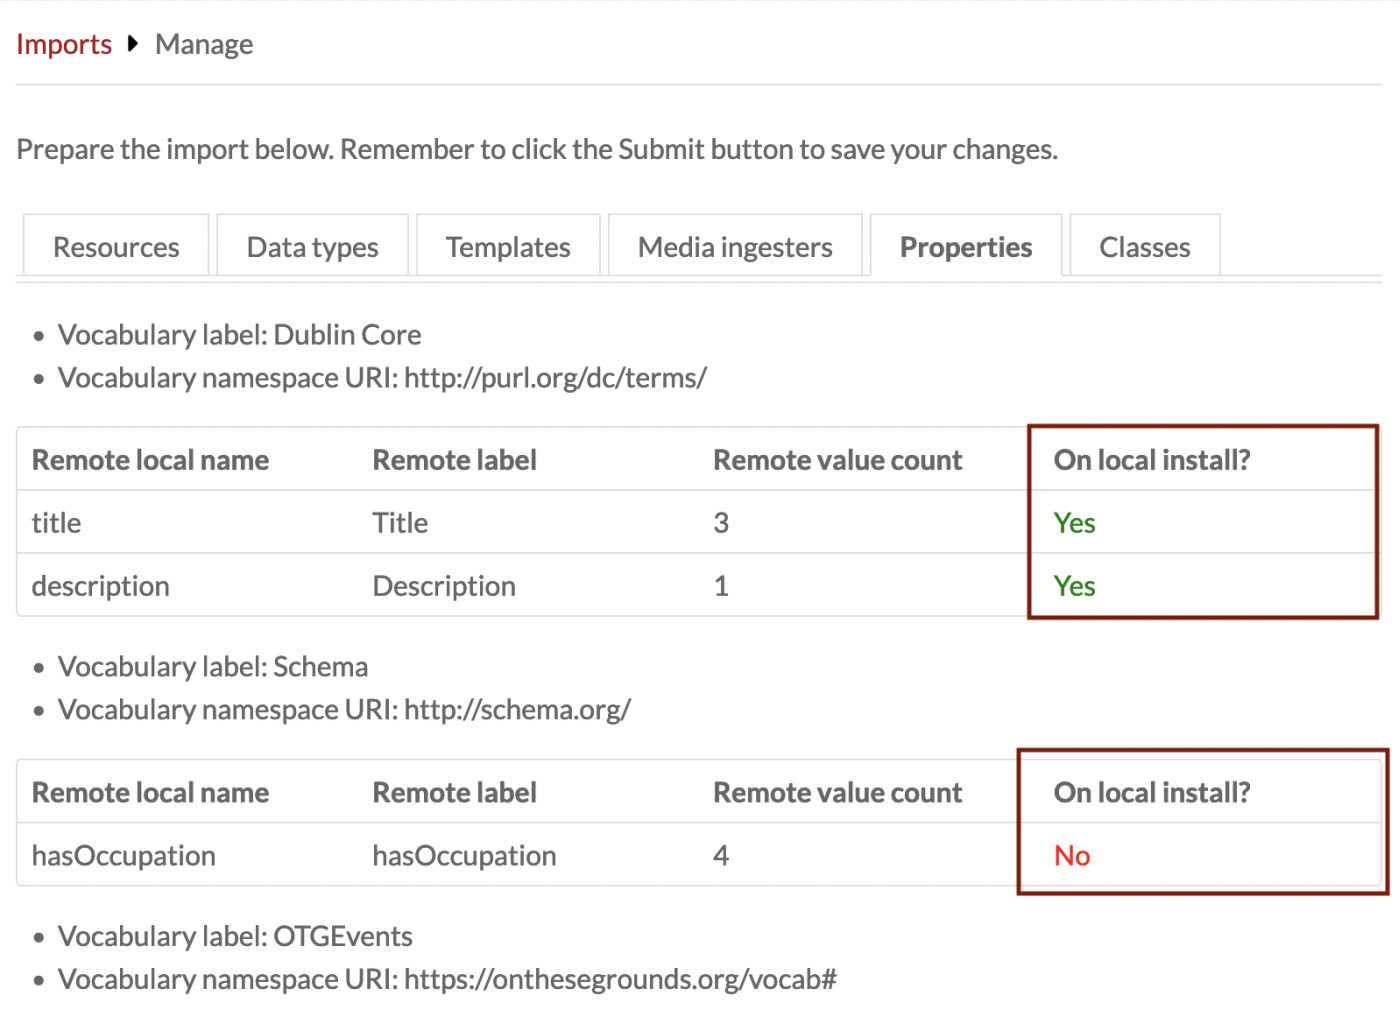 Imports Manage
Prepare the import below. Remember to click the Submit button to save your changes.
Resources Data types Templates Media ingesters Properties Classes
Vocabulary label: Dublin Core
Vocabulary namespace URI: http://purl.org/dc/terms/
Remote local name Remote label Remote value count On local install?
title Title 3 Yes
description Description 1 Yes
Vocabulary label: Schema
Vocabulary namespace URI: http://schema.org/
Remote local name Remote label Remote value count On local install?
hasOccupation hasOccupation 4 No
Vocabulary label: OTGEvents
Vocabulary namespace URI: https://onthesegrounds.org/vocab#